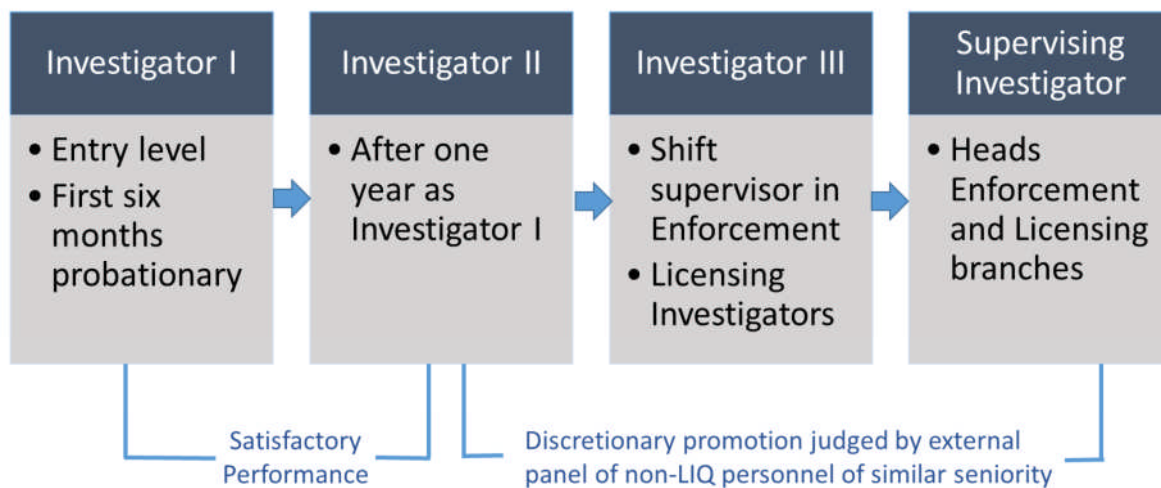 Investigator I
• Entry level
• First six
months
probationary
Investigator II
• After one
year as
Investigator I
Investigator III
• Shift
supervisor in
Enforcement
• Licensing
Investigators
Supervising
Investigator
• Heads
Enforcement
and Licensing
branches
Satisfactory
Performance
Discretionary promotion judged by external
panel of non-LIQ personnel of similar seniority